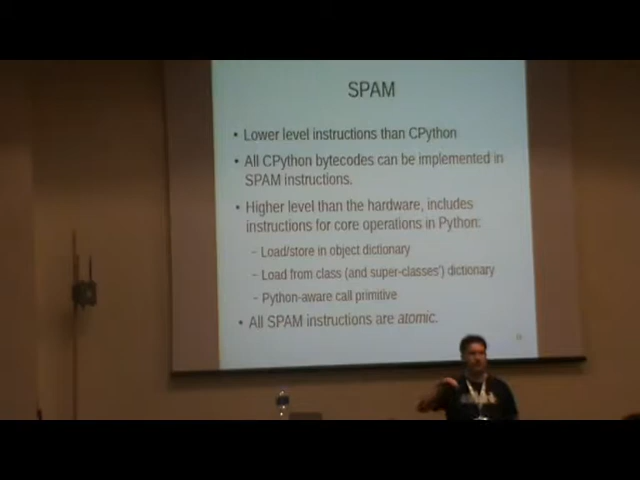 SPAM
• Lower level instructions than CPython
• All CPython bytecodes can be implemented in
SPAM instructions.
• Higher level than the hardware, includes
instructions for core operations in Python:
– Load/store in object dictionary
– Load from class (and super-classes') dictionary
– Python-aware call primitive
• All SPAM instructions are atomic.